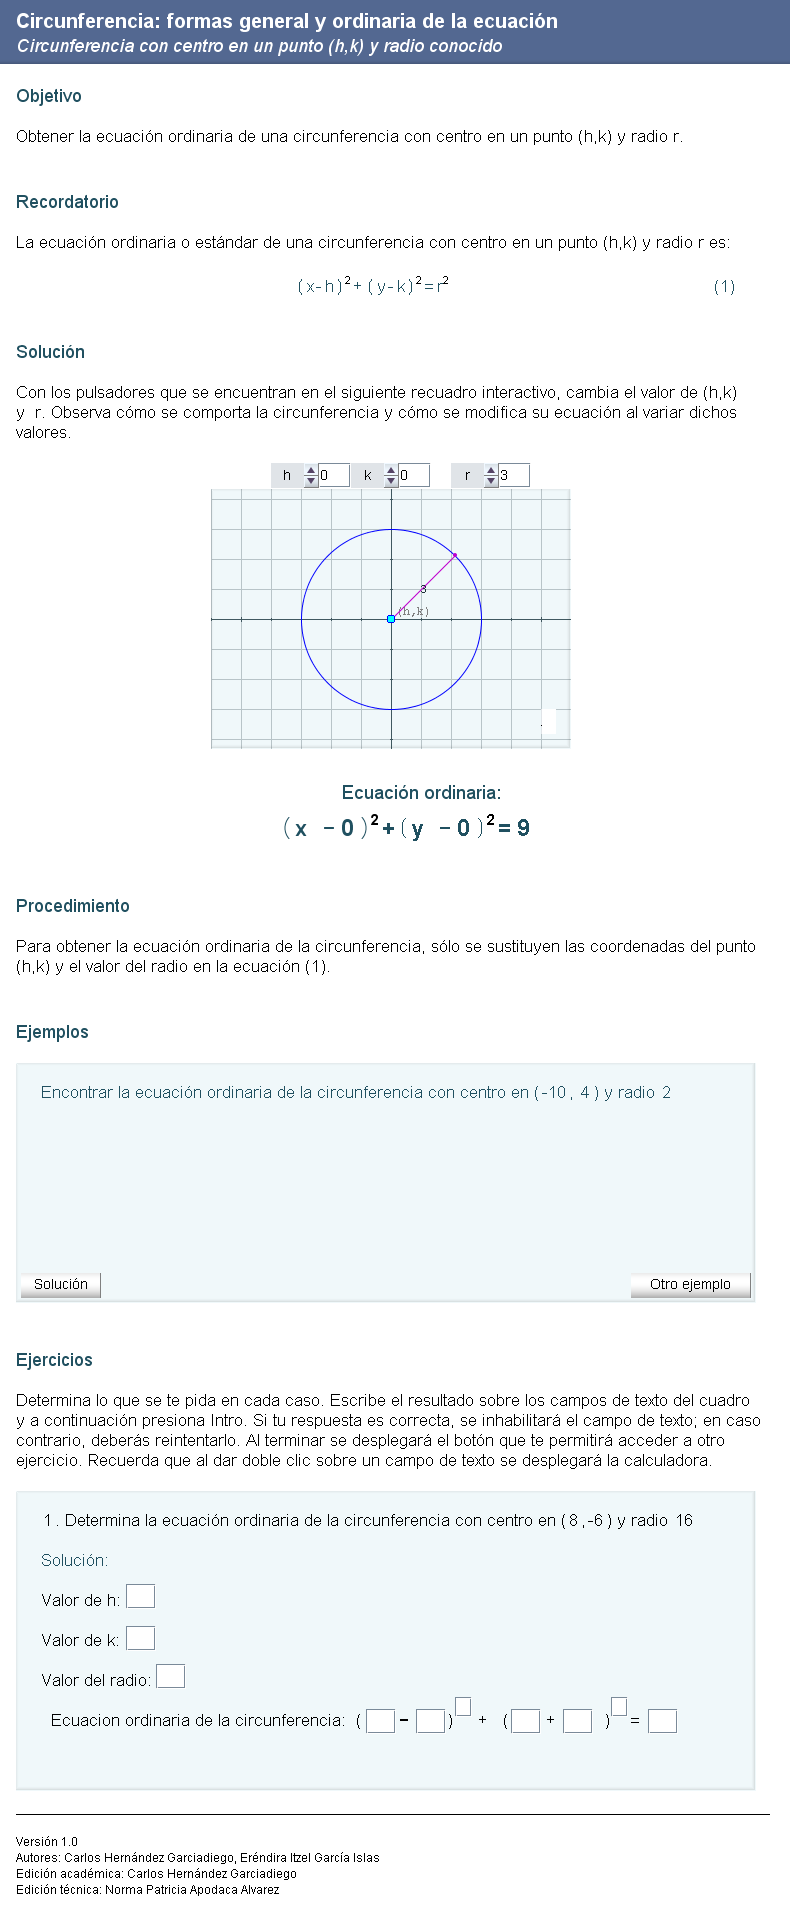 Circunferencia: formas general y ordinaria de la ecuación
Circunferencia con centro en un punto (h,k) y radio conocido
Objetivo
Obtener la ecuación ordinaria de una circunferencia con centro en un punto (h,k) y radio r.
Recordatorio
La ecuación ordinaria o estándar de una circunferencia con centro en un punto (h,k) y radio r es:
(x-h)²+(y-k)²=r² (1)
Solución
Con los pulsadores que se encuentran en el siguiente recuadro interactivo, cambia el valor de (h,k)
y r. Observa cómo se comporta la circunferencia y cómo se modifica su ecuación al variar dichos
valores.
h 0 k 0 r 3
3
(h,k)
Ecuación ordinaria:
(x - 0)²+(y - 0)²= 9
Procedimiento
Para obtener la ecuación ordinaria de la circunferencia, sólo se sustituyen las coordenadas del punto
(h,k) y el valor del radio en la ecuación (1).
Ejemplos
Encontrar la ecuación ordinaria de la circunferencia con centro en (-10, 4) y radio 2
Solución Otro ejemplo
Ejercicios
Determina lo que se te pida en cada caso. Escribe el resultado sobre los campos de texto del cuadro
y a continuación presiona Intro. Si tu respuesta es correcta, se inhabilitará el campo de texto; en caso
contrario, deberás reintentarlo. Al terminar se desplegará el botón que te permitirá acceder a otro
ejercicio. Recuerda que al dar doble clic sobre un campo de texto se desplegará la calculadora.
1. Determina la ecuación ordinaria de la circunferencia con centro en (8,-6) y radio 16
Solución:
Valor de h:
Valor de k:
Valor del radio:
Ecuacion ordinaria de la circunferencia: ( - ) + ( + ) =
Versión 1.0
Autores: Carlos Hernández Garciadiego, Eréndira Itzel García Islas
Edición académica: Carlos Hernández Garciadiego
Edición técnica: Norma Patricia Apodaca Alvarez